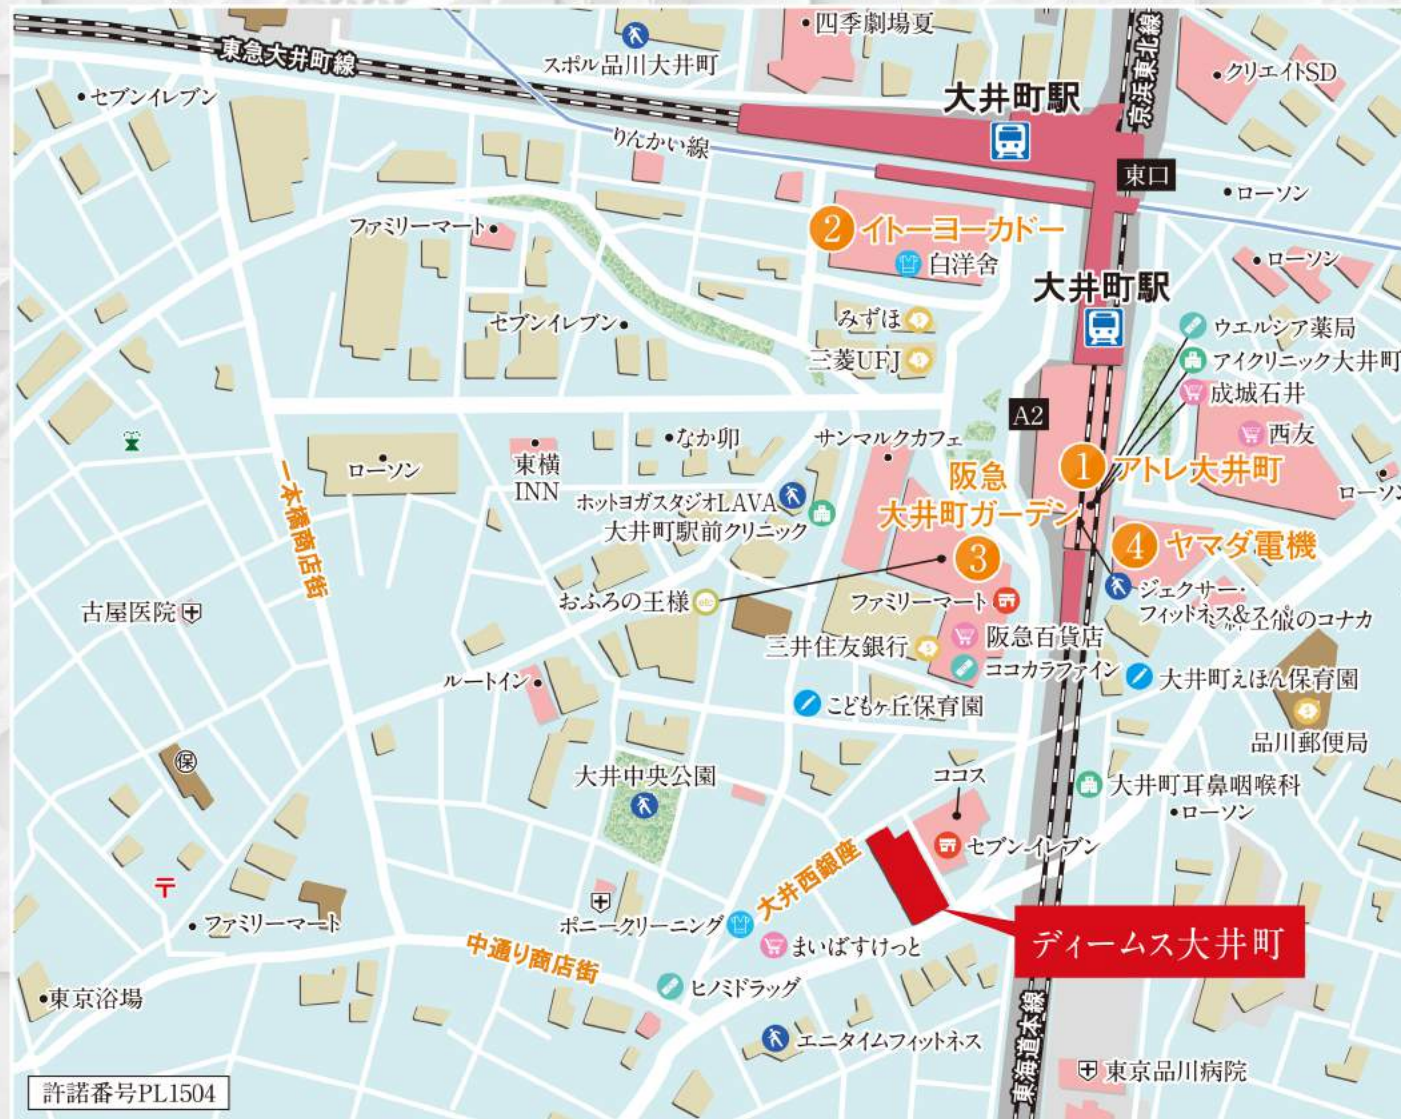 四季劇場夏
京浜東北線
東急大井町線
スポル品川大井町
クリエイトSD
セブンイレブン
大井町駅
りんかい線
東口
ローソン
ファミリーマート
2 イトーヨーカドー
白洋舎
ローソン
大井町駅
セブンイレブン
みずほ
ウエルシア薬局
三菱UFJ
アイクリニック大井町
成城石井
A2
なか卯
サンマルクカフェ
西友
ローソン
東横
INN
1 アトレ大井町
阪急
大井町ガーデン
3
ローソン
一本橋商店街
ホットヨガスタジオLAVA
大井町駅前クリニック
4 ヤマダ電機
おふろの王様
etc
ファミリーマート
ジェクサー・
フィットネス&スパ
のコナカ
古屋医院
三井住友銀行
阪急百貨店
ココカラファイン
ルートイン
大井町えほん保育園
こどもヶ丘保育園
品川郵便局
保
大井中央公園
ココス
大井町耳鼻咽喉科
ローソン
セブン-イレブン
大井西銀座
〒
ファミリーマート
ポニークリーニング
中通り商店街
まいばすけっと
ディームス大井町
東京浴場
ヒノミドラッグ
東海道本線
エニタイムフィットネス
東京品川病院
許諾番号PL1504